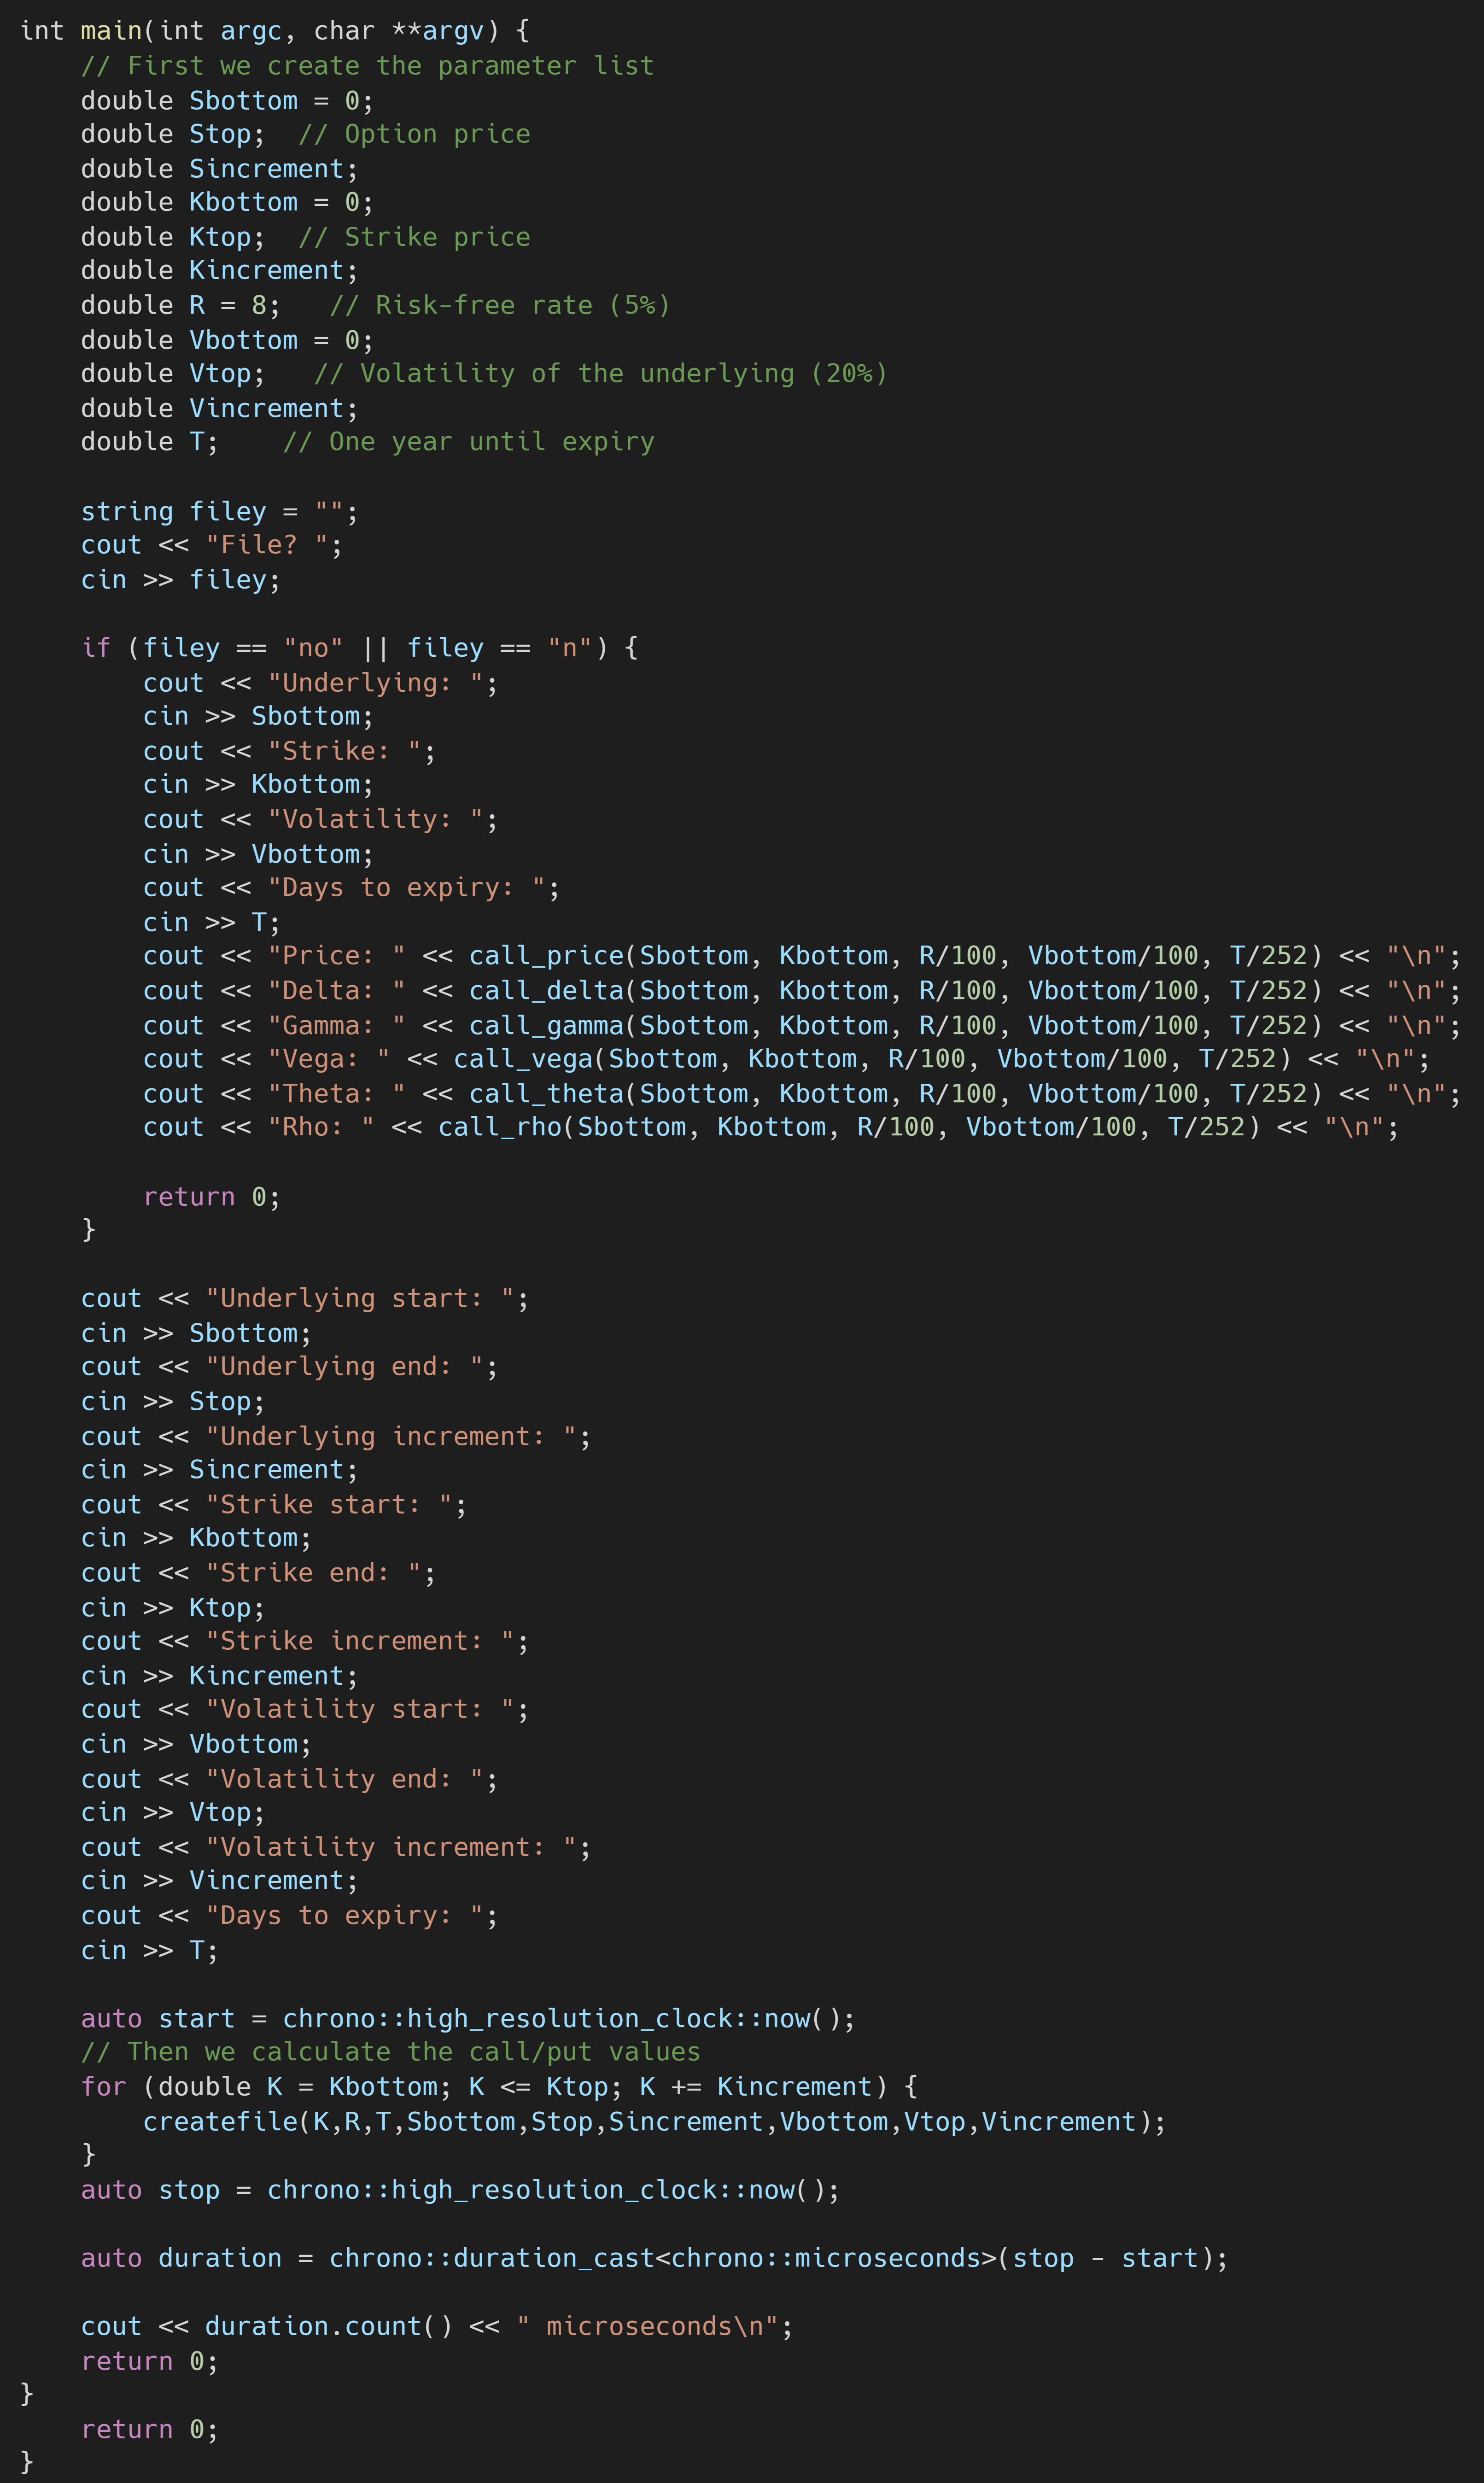 int main(int argc, char **argv) {
    // First we create the parameter list
    double Sbottom = 0;
    double Stop;  // Option price
    double Sincrement;
    double Kbottom = 0;
    double Ktop;  // Strike price
    double Kincrement;
    double R = 8;   // Risk-free rate (5%)
    double Vbottom = 0;
    double Vtop;   // Volatility of the underlying (20%)
    double Vincrement;
    double T;    // One year until expiry

    string filey = "";
    cout << "File? ";
    cin >> filey;

    if (filey == "no" || filey == "n") {
        cout << "Underlying: ";
        cin >> Sbottom;
        cout << "Strike: ";
        cin >> Kbottom;
        cout << "Volatility: ";
        cin >> Vbottom;
        cout << "Days to expiry: ";
        cin >> T;
        cout << "Price: " << call_price(Sbottom, Kbottom, R/100, Vbottom/100, T/252) << "\n";
        cout << "Delta: " << call_delta(Sbottom, Kbottom, R/100, Vbottom/100, T/252) << "\n";
        cout << "Gamma: " << call_gamma(Sbottom, Kbottom, R/100, Vbottom/100, T/252) << "\n";
        cout << "Vega: " << call_vega(Sbottom, Kbottom, R/100, Vbottom/100, T/252) << "\n";
        cout << "Theta: " << call_theta(Sbottom, Kbottom, R/100, Vbottom/100, T/252) << "\n";
        cout << "Rho: " << call_rho(Sbottom, Kbottom, R/100, Vbottom/100, T/252) << "\n";

        return 0;
    }

    cout << "Underlying start: ";
    cin >> Sbottom;
    cout << "Underlying end: ";
    cin >> Stop;
    cout << "Underlying increment: ";
    cin >> Sincrement;
    cout << "Strike start: ";
    cin >> Kbottom;
    cout << "Strike end: ";
    cin >> Ktop;
    cout << "Strike increment: ";
    cin >> Kincrement;
    cout << "Volatility start: ";
    cin >> Vbottom;
    cout << "Volatility end: ";
    cin >> Vtop;
    cout << "Volatility increment: ";
    cin >> Vincrement;
    cout << "Days to expiry: ";
    cin >> T;

    auto start = chrono::high_resolution_clock::now();
    // Then we calculate the call/put values
    for (double K = Kbottom; K <= Ktop; K += Kincrement) {
        createfile(K,R,T,Sbottom,Stop,Sincrement,Vbottom,Vtop,Vincrement);
    }
    auto stop = chrono::high_resolution_clock::now();

    auto duration = chrono::duration_cast<chrono::microseconds>(stop - start);

    cout << duration.count() << " microseconds\n";
    return 0;
}
    return 0;
}